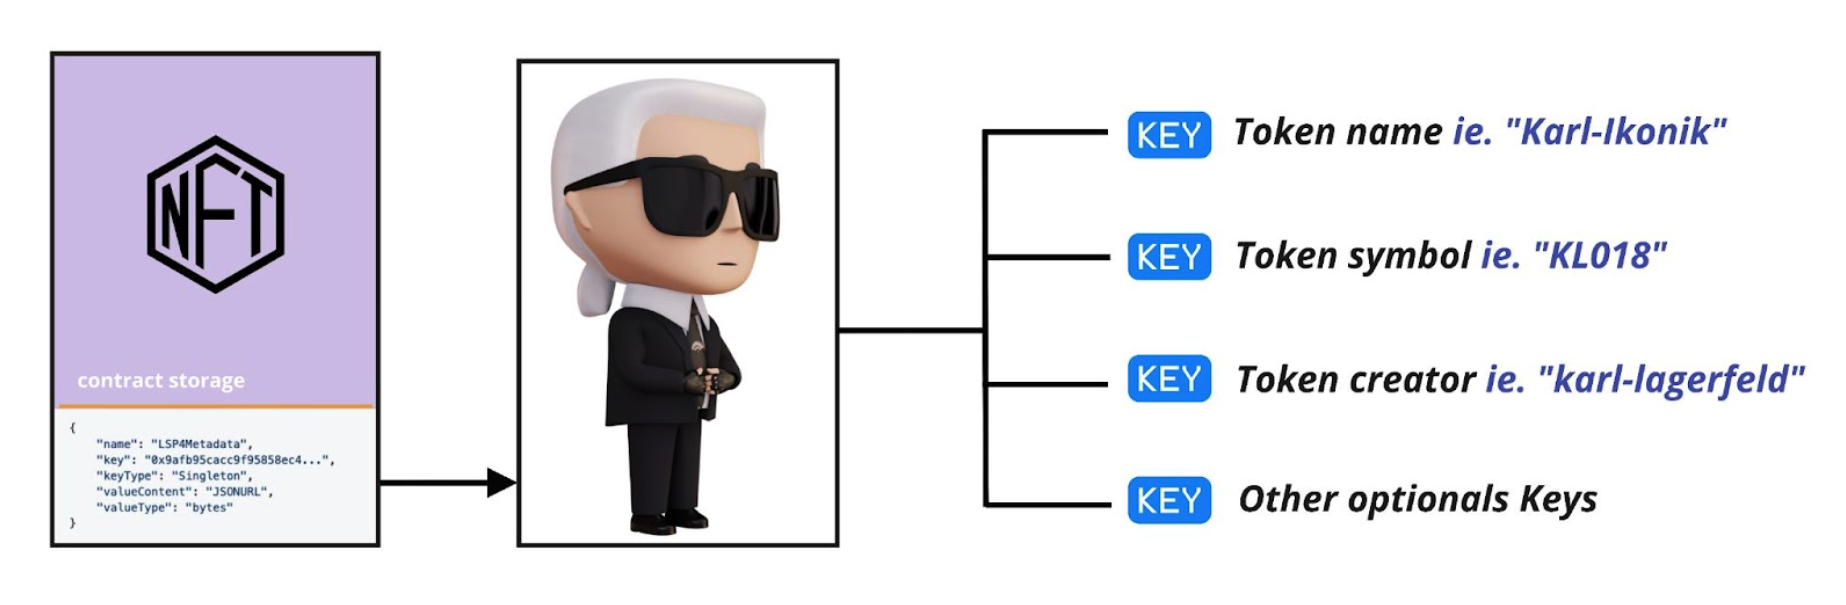 NFT
contract storage
{
"name": "LSP4Metadata",
"key": "0x9afb95cacc9f95858ec4...",
"keyType": "Singleton",
"valueContent": "JSONURL",
"valueType": "bytes"
}
KEY Token name ie. "Karl-Ikonik"
KEY Token symbol ie. "KL018"
KEY Token creator ie. "karl-lagerfeld"
KEY Other optionals Keys